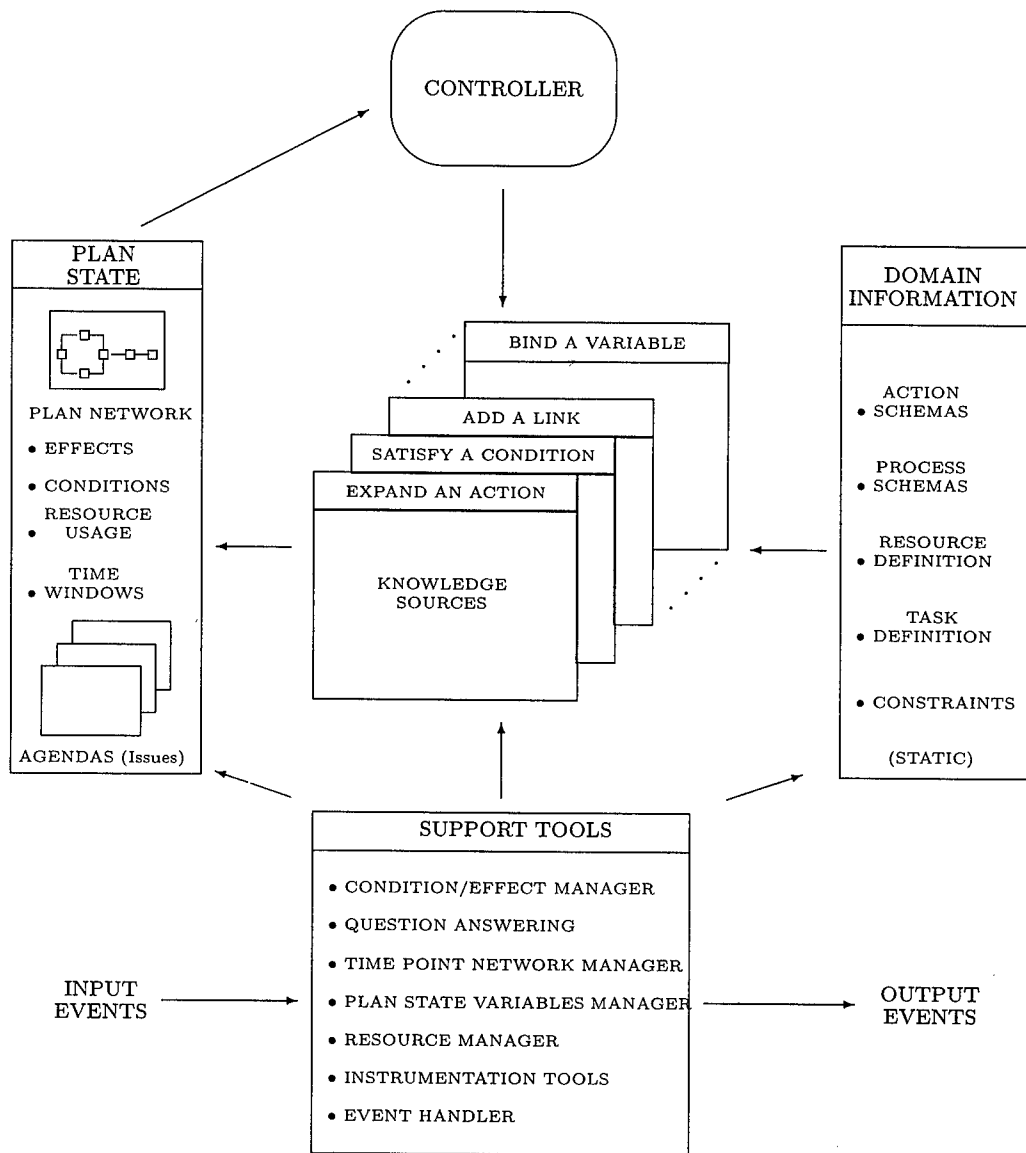 CONTROLLER
PLAN
STATE
PLAN NETWORK
• EFFECTS
• CONDITIONS
RESOURCE
• USAGE
TIME
• WINDOWS
AGENDAS (Issues)
BIND A VARIABLE
ADD A LINK
SATISFY A CONDITION
EXPAND AN ACTION
KNOWLEDGE
SOURCES
DOMAIN
INFORMATION
ACTION
• SCHEMAS
PROCESS
• SCHEMAS
RESOURCE
• DEFINITION
TASK
• DEFINITION
• CONSTRAINTS
(STATIC)
SUPPORT TOOLS
• CONDITION/EFFECT MANAGER
• QUESTION ANSWERING
• TIME POINT NETWORK MANAGER
• PLAN STATE VARIABLES MANAGER
• RESOURCE MANAGER
• INSTRUMENTATION TOOLS
• EVENT HANDLER
INPUT
EVENTS
OUTPUT
EVENTS